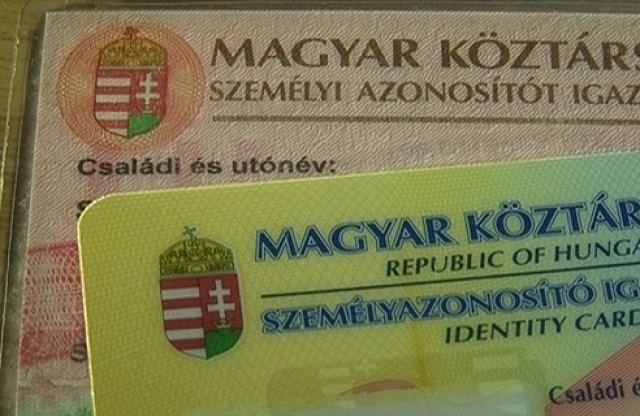 MAGYAR KÖZTÁRS
SZEMÉLYI AZONOSÍTÓT IGAZ
Családi és utónév:
S
S
MAGYAR KÖZTÁR
REPUBLIC OF HUNGA
SZEMÉLYAZONOSÍTÓ IG
IDENTITY CARD
Családi é